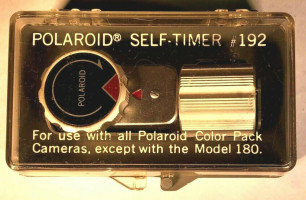 POLAROID® SELF-TIMER #192
POLAROID
For use with all Polaroid Color Pack
Cameras, except with the Model 180.